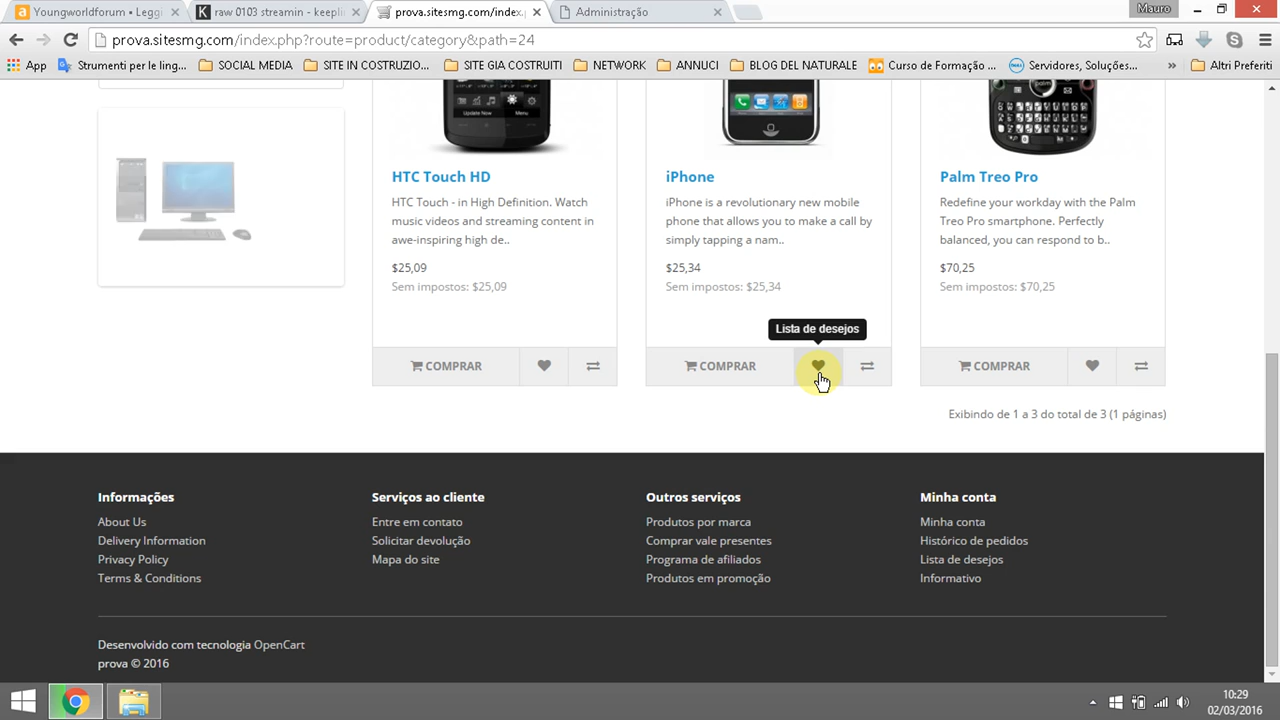 Youngworldforum • Leggi
raw 0103 streamin - keeplin
prova.sitesmg.com/index.p
Administração
Mauro
prova.sitesmg.com/index.php?route=product/category&path=24
App
Strumenti per le ling...
SOCIAL MEDIA
SITE IN COSTRUZIO...
SITE GIA COSTRUITI
NETWORK
ANNUCI
BLOG DEL NATURALE
Curso de Formação ...
Servidores, Soluções...
»
Altri Preferiti
Update Now
Menu
HTC Touch HD
HTC Touch - in High Definition. Watch
music videos and streaming content in
awe-inspiring high de..
$25,09
Sem impostos: $25,09
COMPRAR
iPhone
iPhone is a revolutionary new mobile
phone that allows you to make a call by
simply tapping a nam..
$25,34
Sem impostos: $25,34
Lista de desejos
COMPRAR
Palm Treo Pro
Redefine your workday with the Palm
Treo Pro smartphone. Perfectly
balanced, you can respond to b..
$70,25
Sem impostos: $70,25
COMPRAR
Exibindo de 1 a 3 do total de 3 (1 páginas)
Informações
About Us
Delivery Information
Privacy Policy
Terms & Conditions
Serviços ao cliente
Entre em contato
Solicitar devolução
Mapa do site
Outros serviços
Produtos por marca
Comprar vale presentes
Programa de afiliados
Produtos em promoção
Minha conta
Minha conta
Histórico de pedidos
Lista de desejos
Informativo
Desenvolvido com tecnologia OpenCart
prova © 2016
10:29
02/03/2016